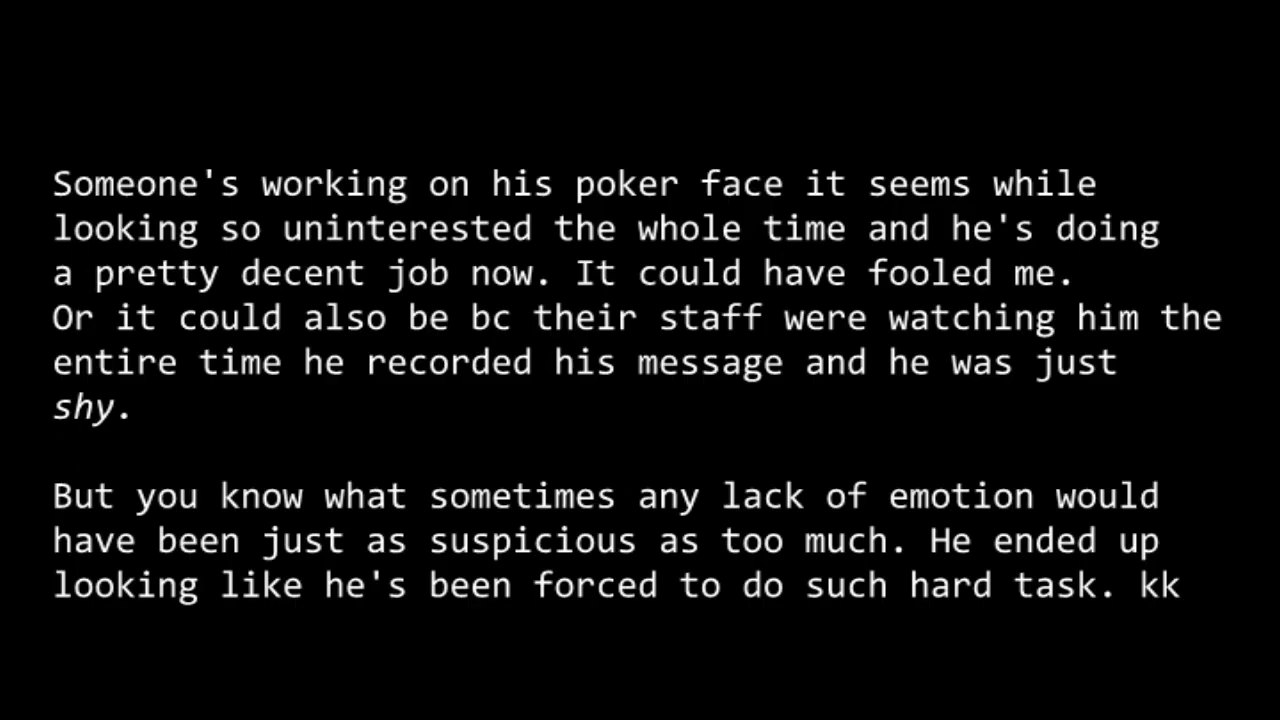 Someone's working on his poker face it seems while
looking so uninterested the whole time and he's doing
a pretty decent job now. It could have fooled me.
Or it could also be bc their staff were watching him the
entire time he recorded his message and he was just
shy.
But you know what sometimes any lack of emotion would
have been just as suspicious as too much. He ended up
looking like he's been forced to do such hard task. kk